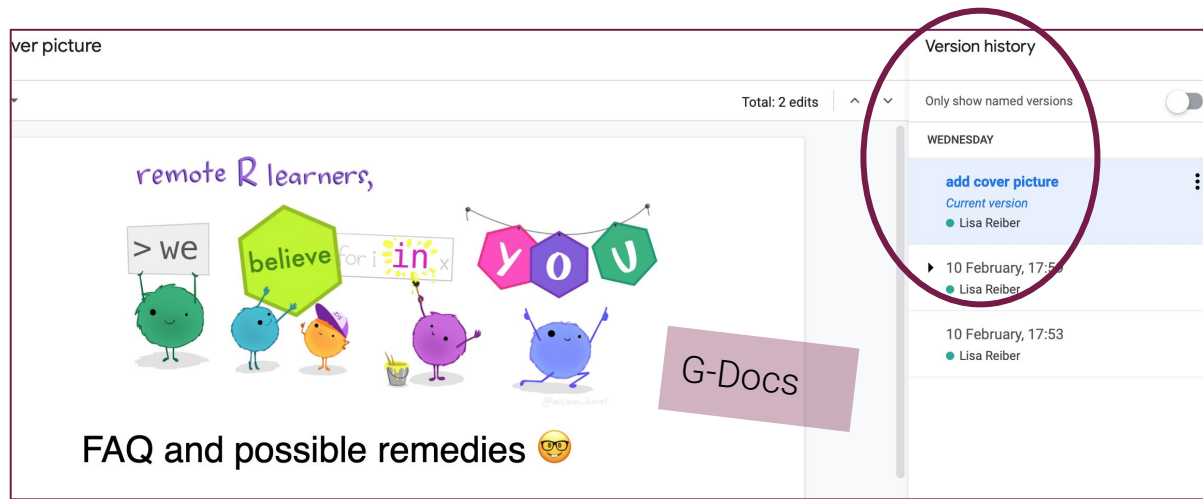 ver picture
Total: 2 edits
remote R learners,
> we
believe
for i in x
YOU
@allison_horst
G-Docs
FAQ and possible remedies 🤓
Version history
Only show named versions
WEDNESDAY
add cover picture
Current version
Lisa Reiber
10 February, 17:5
Lisa Reiber
10 February, 17:53
Lisa Reiber